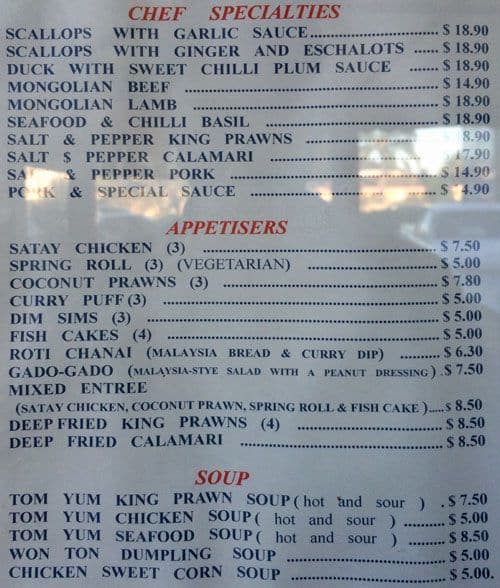 CHEF SPECIALTIES
SCALLOPS WITH GARLIC SAUCE.............................. $ 18.90
SCALLOPS WITH GINGER AND ESCHALOTS ..... $ 18.90
DUCK WITH SWEET CHILLI PLUM SAUCE ........ $ 18.90
MONGOLIAN BEEF .................................................. $ 14.90
MONGOLIAN LAMB .................................................. $ 18.90
SEAFOOD & CHILLI BASIL ...................................... $ 18.90
SALT & PEPPER KING PRAWNS .............................. 8.90
SALT $ PEPPER CALAMARI .................................... 17.90
& PEPPER PORK .......................................... $ 14.90
& SPECIAL SAUCE ...................................... $ 4.90
APPETISERS
SATAY CHICKEN (3) .............................................. $ 7.50
SPRING ROLL (3) (VEGETARIAN) .......................... $ 5.00
COCONUT PRAWNS (3) .......................................... $ 7.80
CURRY PUFF (3) .................................................... $ 5.00
DIM SIMS (3) ........................................................ $ 5.00
FISH CAKES (4) .................................................... $ 5.00
ROTI CHANAI (MALAYSIA BREAD & CURRY DIP) ......... $ 6.30
GADO-GADO (MALAYSIA-STYE SALAD WITH A PEANUT DRESSING) . $ 7.50
MIXED ENTREE
(SATAY CHICKEN, COCONUT PRAWN, SPRING ROLL & FISH CAKE ).....$ 8.50
DEEP FRIED KING PRAWNS (4) .............................. $ 8.50
DEEP FRIED CALAMARI ........................................ $ 8.50
SOUP
TOM YUM KING PRAWN SOUP ( hot and sour ) . $ 7.50
TOM YUM CHICKEN SOUP ( hot and sour ) ......... $ 5.00
TOM YUM SEAFOOD SOUP ( hot and sour ) ......... $ 8.50
WON TON DUMPLING SOUP .................................. $ 5.00
CHICKEN SWEET CORN SOUP ................................ $ 5.00